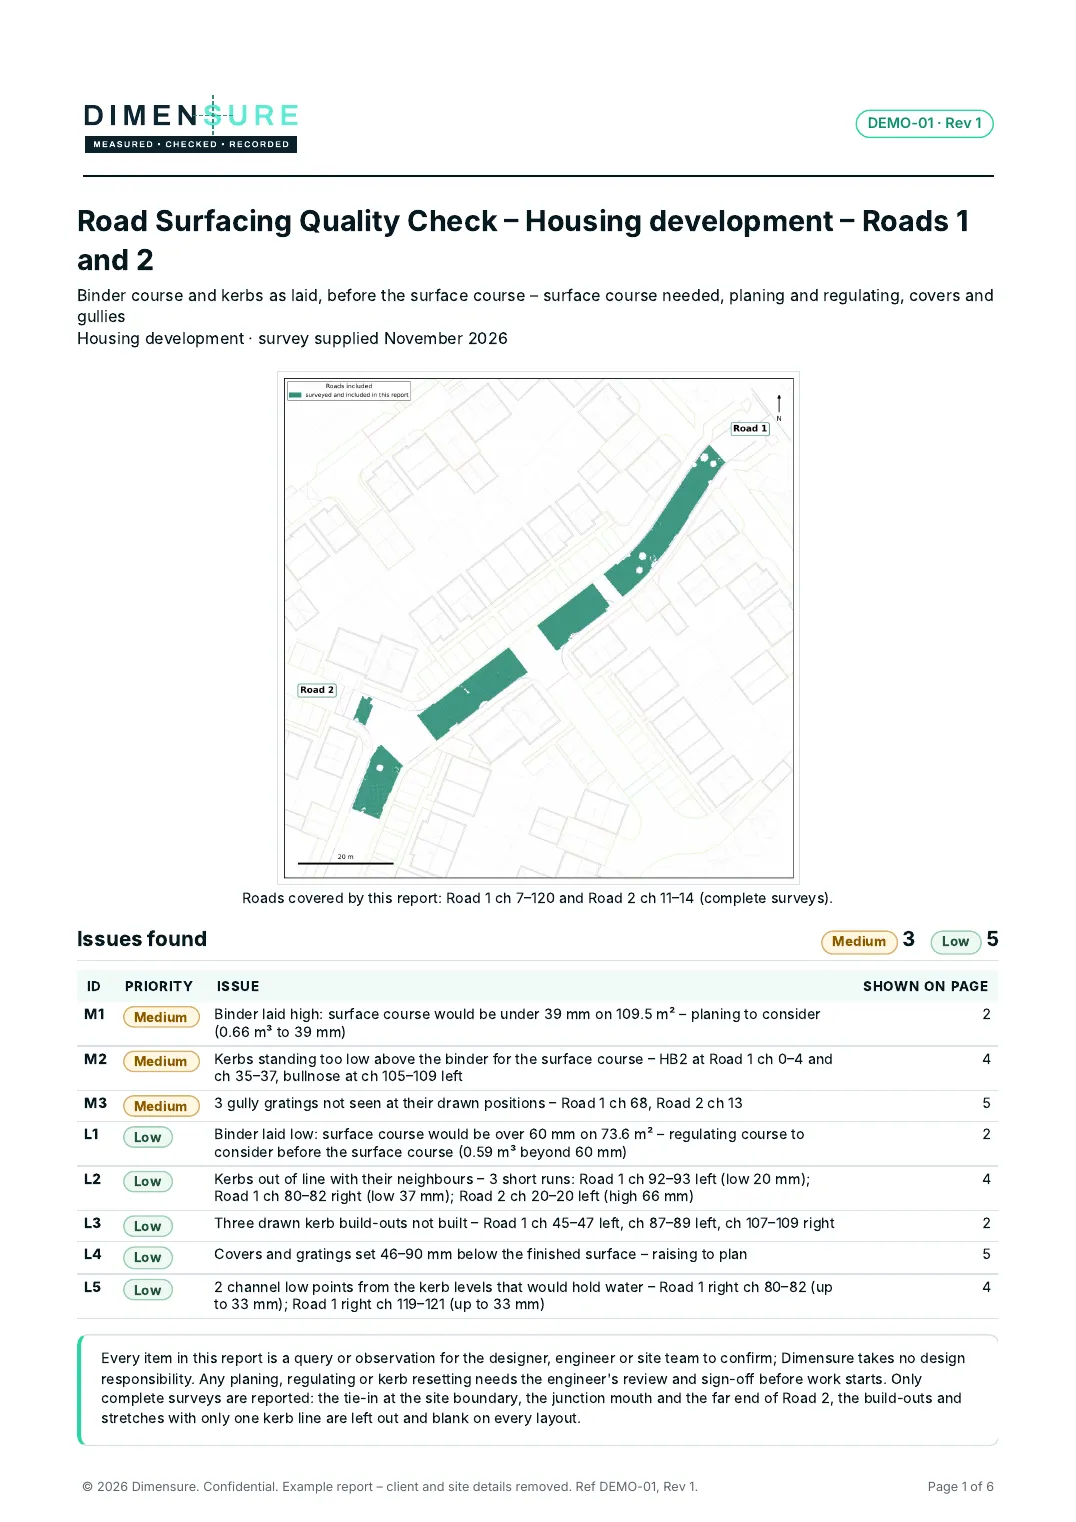 DIMENSURE
MEASURED • CHECKED • RECORDED
DEMO-01 · Rev 1
Road Surfacing Quality Check – Housing development – Roads 1
and 2
Binder course and kerbs as laid, before the surface course – surface course needed, planing and regulating, covers and
gullies
Housing development · survey supplied November 2026
Roads included
surveyed and included in this report
N
Road 1
Road 2
20 m
Roads covered by this report: Road 1 ch 7–120 and Road 2 ch 11–14 (complete surveys).
Issues found Medium 3 Low 5
ID PRIORITY ISSUE SHOWN ON PAGE
M1 Medium Binder laid high: surface course would be under 39 mm on 109.5 m² – planing to consider 2
(0.66 m³ to 39 mm)
M2 Medium Kerbs standing too low above the binder for the surface course – HB2 at Road 1 ch 0–4 and 4
ch 35–37, bullnose at ch 105–109 left
M3 Medium 3 gully gratings not seen at their drawn positions – Road 1 ch 68, Road 2 ch 13 5
L1 Low Binder laid low: surface course would be over 60 mm on 73.6 m² – regulating course to 2
consider before the surface course (0.59 m³ beyond 60 mm)
L2 Low Kerbs out of line with their neighbours – 3 short runs: Road 1 ch 92–93 left (low 20 mm); 4
Road 1 ch 80–82 right (low 37 mm); Road 2 ch 20–20 left (high 66 mm)
L3 Low Three drawn kerb build-outs not built – Road 1 ch 45–47 left, ch 87–89 left, ch 107–109 right 2
L4 Low Covers and gratings set 46–90 mm below the finished surface – raising to plan 5
L5 Low 2 channel low points from the kerb levels that would hold water – Road 1 right ch 80–82 (up 4
to 33 mm); Road 1 right ch 119–121 (up to 33 mm)
Every item in this report is a query or observation for the designer, engineer or site team to confirm; Dimensure takes no design
responsibility. Any planing, regulating or kerb resetting needs the engineer's review and sign-off before work starts. Only
complete surveys are reported: the tie-in at the site boundary, the junction mouth and the far end of Road 2, the build-outs and
stretches with only one kerb line are left out and blank on every layout.
© 2026 Dimensure. Confidential. Example report – client and site details removed. Ref DEMO-01, Rev 1.
Page 1 of 6